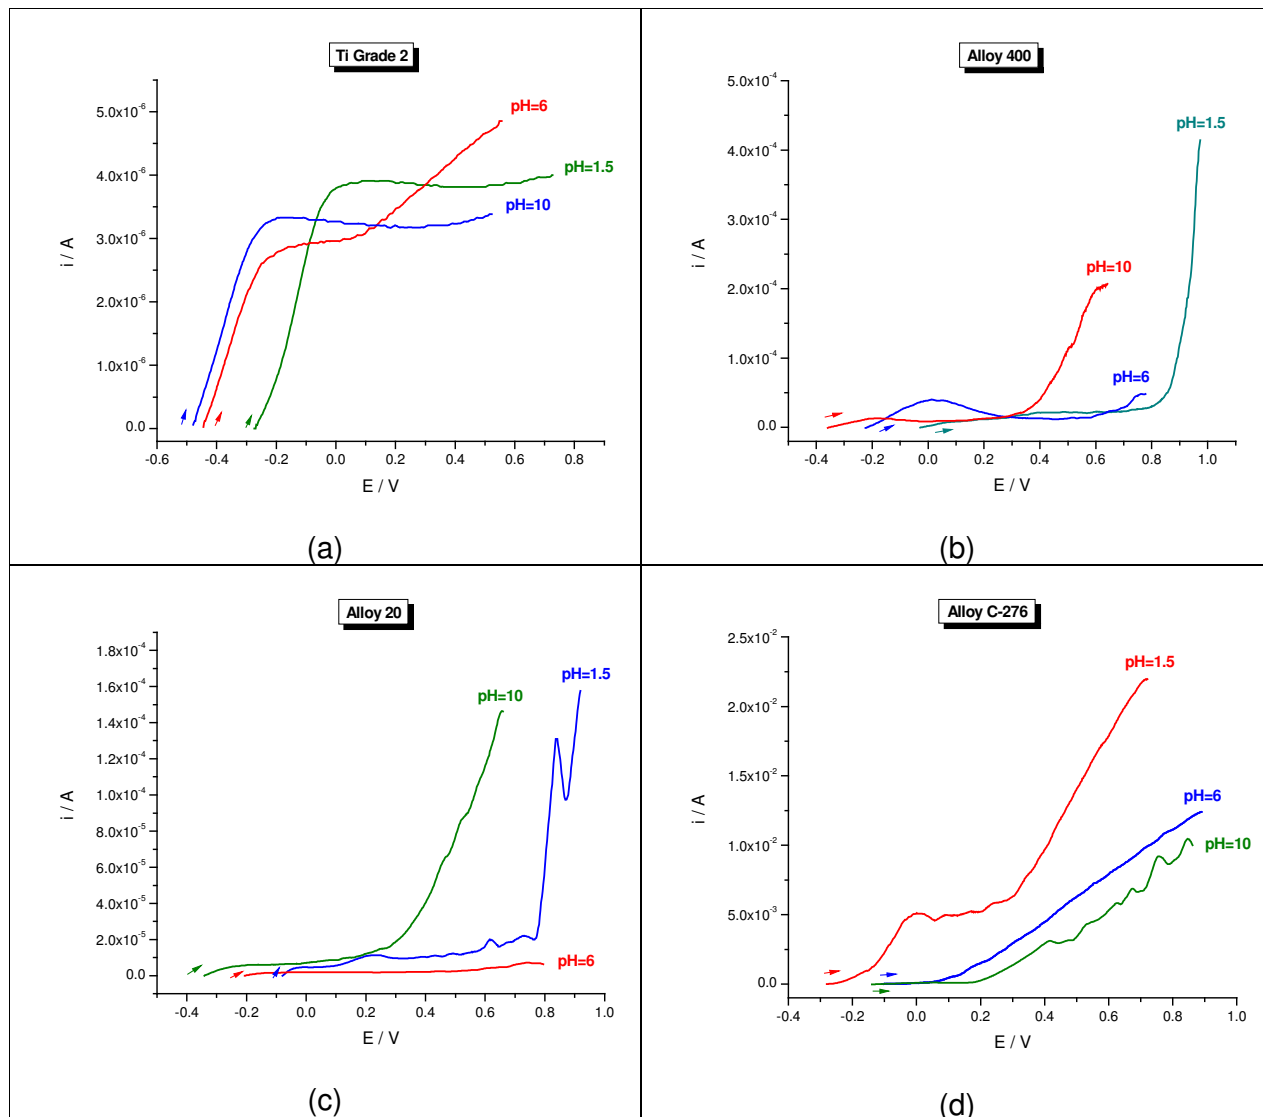 Ti Grade 2
5.0x10⁻⁶
4.0x10⁻⁶
3.0x10⁻⁶
2.0x10⁻⁶
1.0x10⁻⁶
0.0
i / A
pH=6
pH=1.5
pH=10
-0.6 -0.4 -0.2 0.0 0.2 0.4 0.6 0.8
E / V
(a)
Alloy 400
5.0x10⁻⁴
4.0x10⁻⁴
3.0x10⁻⁴
2.0x10⁻⁴
1.0x10⁻⁴
0.0
i / A
pH=1.5
pH=10
pH=6
-0.4 -0.2 0.0 0.2 0.4 0.6 0.8 1.0
E / V
(b)
Alloy 20
1.8x10⁻⁴
1.6x10⁻⁴
1.4x10⁻⁴
1.2x10⁻⁴
1.0x10⁻⁴
8.0x10⁻⁵
6.0x10⁻⁵
4.0x10⁻⁵
2.0x10⁻⁵
0.0
i / A
pH=1.5
pH=10
pH=6
-0.4 -0.2 0.0 0.2 0.4 0.6 0.8 1.0
E / V
(c)
Alloy C-276
2.5x10⁻²
2.0x10⁻²
1.5x10⁻²
1.0x10⁻²
5.0x10⁻³
0.0
i / A
pH=1.5
pH=6
pH=10
-0.4 -0.2 0.0 0.2 0.4 0.6 0.8 1.0
E / V
(d)